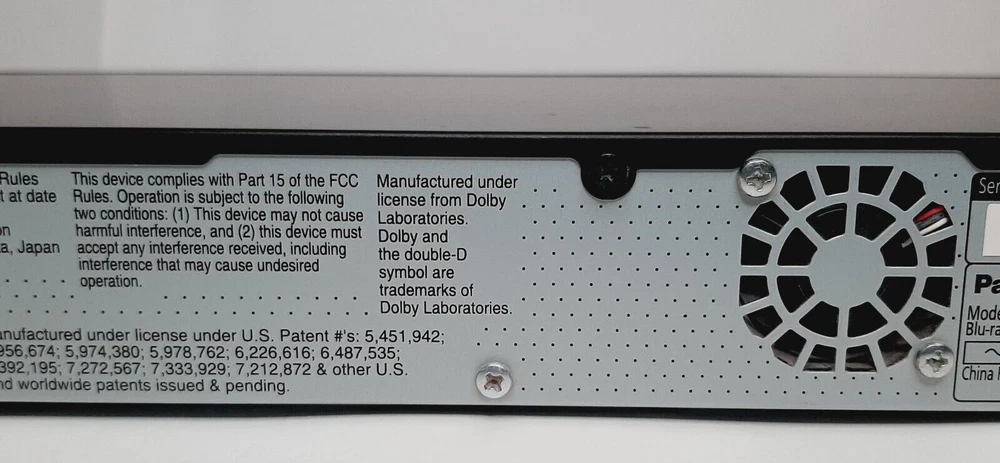 Rules
t at date
on
a, Japan
This device complies with Part 15 of the FCC
Rules. Operation is subject to the following
two conditions: (1) This device may not cause
harmful interference, and (2) this device must
accept any interference received, including
interference that may cause undesired
operation.
Manufactured under
license from Dolby
Laboratories.
Dolby and
the double-D
symbol are
trademarks of
Dolby Laboratories.
anufactured under license under U.S. Patent #'s: 5,451,942;
956,674; 5,974,380; 5,978,762; 6,226,616; 6,487,535;
392,195; 7,272,567; 7,333,929; 7,212,872 & other U.S.
nd worldwide patents issued & pending.
Ser
Pa
Mode
Blu-ra
China